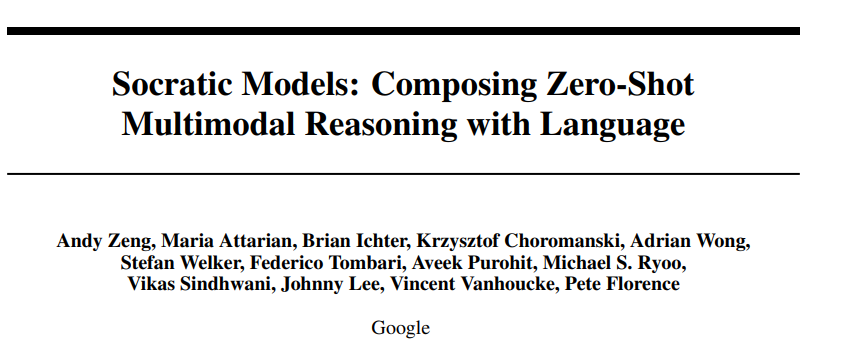 Socratic Models: Composing Zero-Shot
Multimodal Reasoning with Language
Andy Zeng, Maria Attarian, Brian Ichter, Krzysztof Choromanski, Adrian Wong,
Stefan Welker, Federico Tombari, Aveek Purohit, Michael S. Ryoo,
Vikas Sindhwani, Johnny Lee, Vincent Vanhoucke, Pete Florence
Google